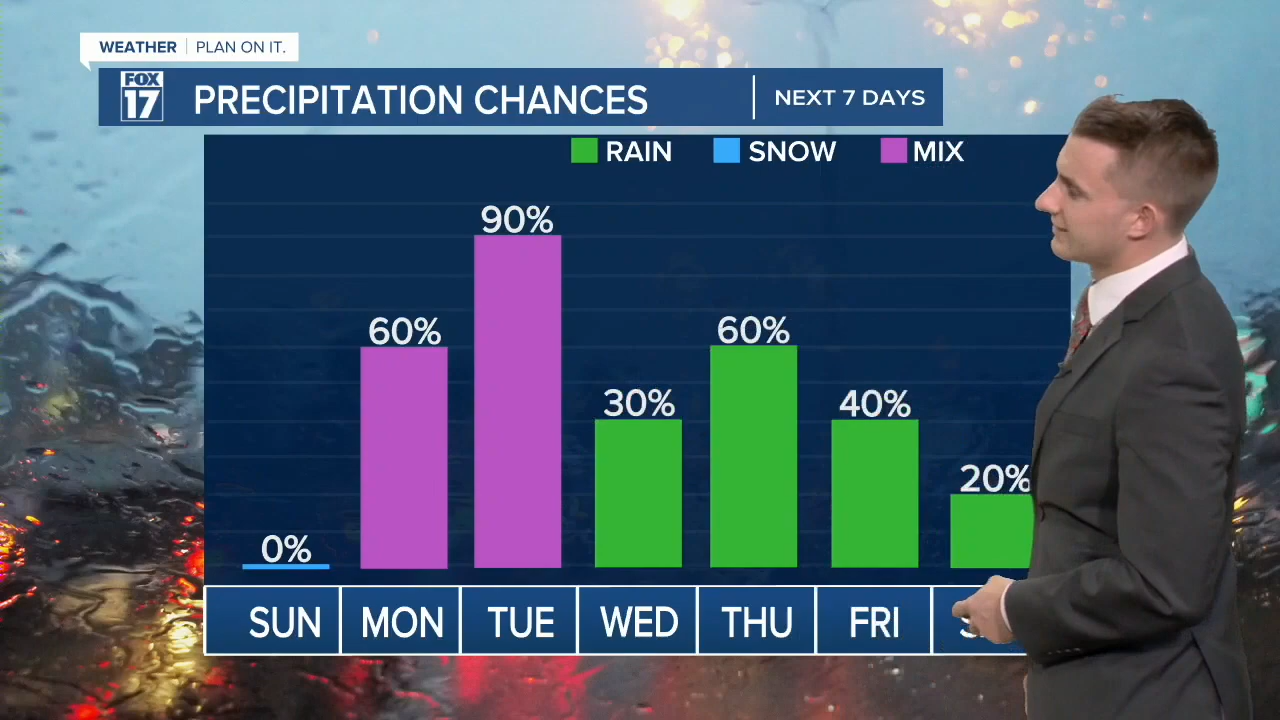 WEATHER | PLAN ON IT.
FOX
17
PRECIPITATION CHANCES
NEXT 7 DAYS
RAIN SNOW MIX
90%
60% 60%
30% 40%
20%
0%
SUN MON TUE WED THU FRI